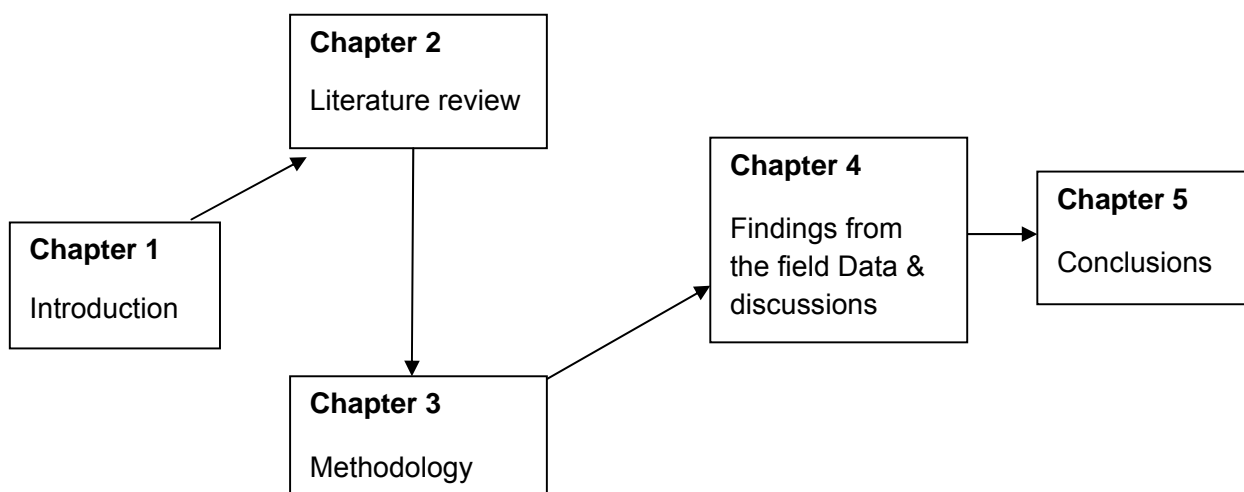 Chapter 1
Introduction
Chapter 2
Literature review
Chapter 3
Methodology
Chapter 4
Findings from
the field Data &
discussions
Chapter 5
Conclusions